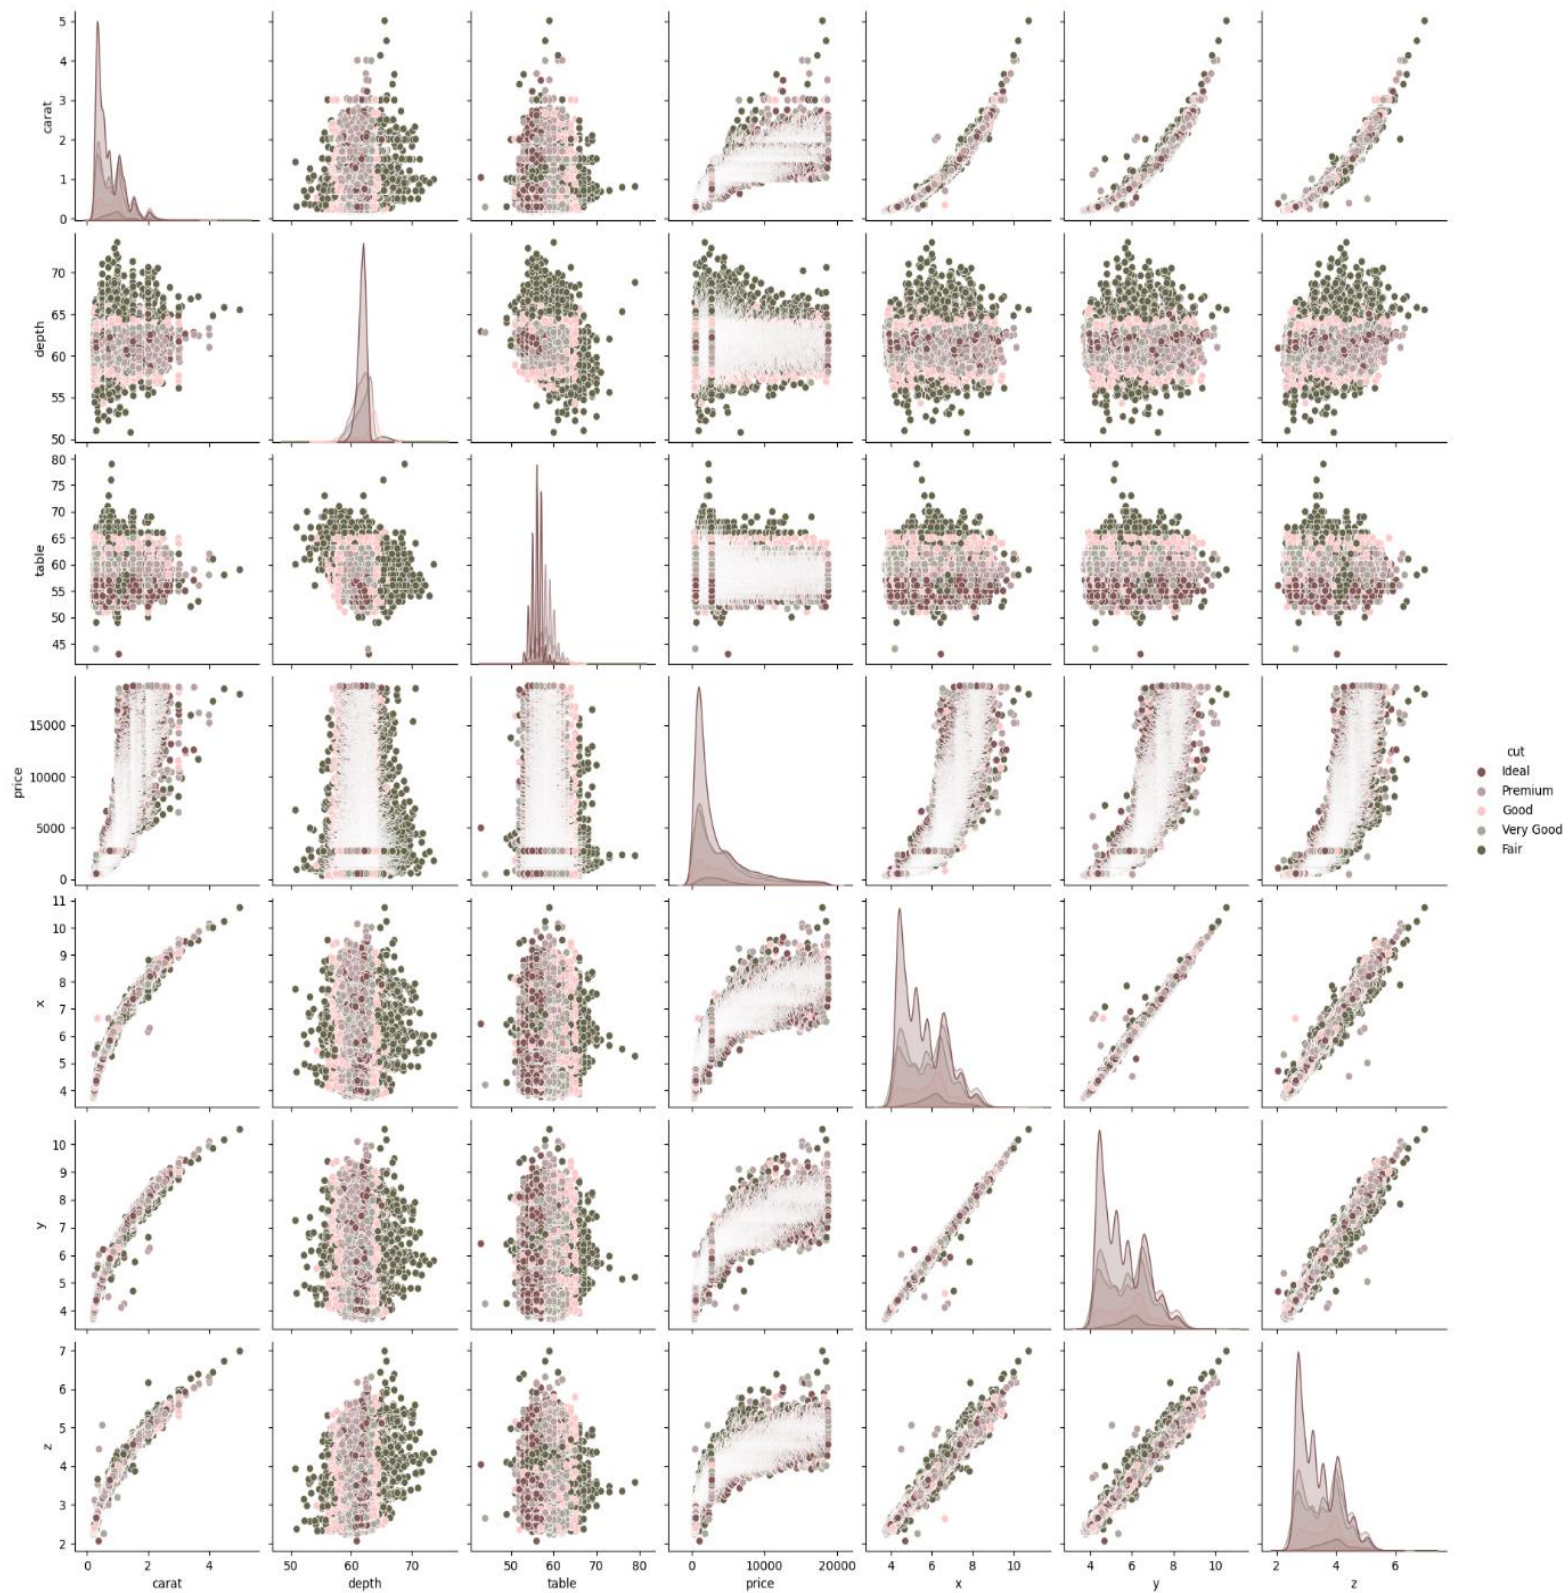 5
4
3
2
1
0
carat
70
65
60
55
50
depth
80
75
70
65
60
55
50
45
table
15000
10000
5000
0
price
cut
Ideal
Premium
Good
Very Good
Fair
11
10
9
8
7
6
5
4
x
10
9
8
7
6
5
4
y
7
6
5
4
3
2
z
0 2 4 50 60 70 50 60 70 80 0 10000 20000 4 6 8 10 4 6 8 10 2 4 6
carat depth table price x y z